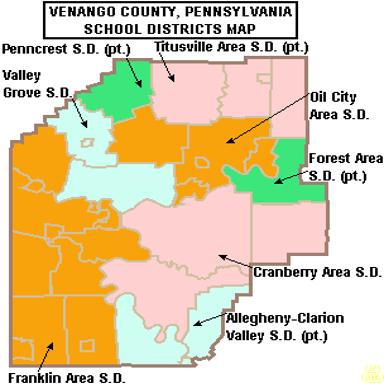 VENANGO COUNTY, PENNSYLVANIA
SCHOOL DISTRICTS MAP
Penncrest S.D. (pt.)
Titusville Area S.D. (pt.)
Valley
Grove S.D.
Oil City
Area S.D.
Forest Area
S.D. (pt.)
Cranberry Area S.D.
Allegheny-Clarion
Valley S.D. (pt.)
Franklin Area S.D.